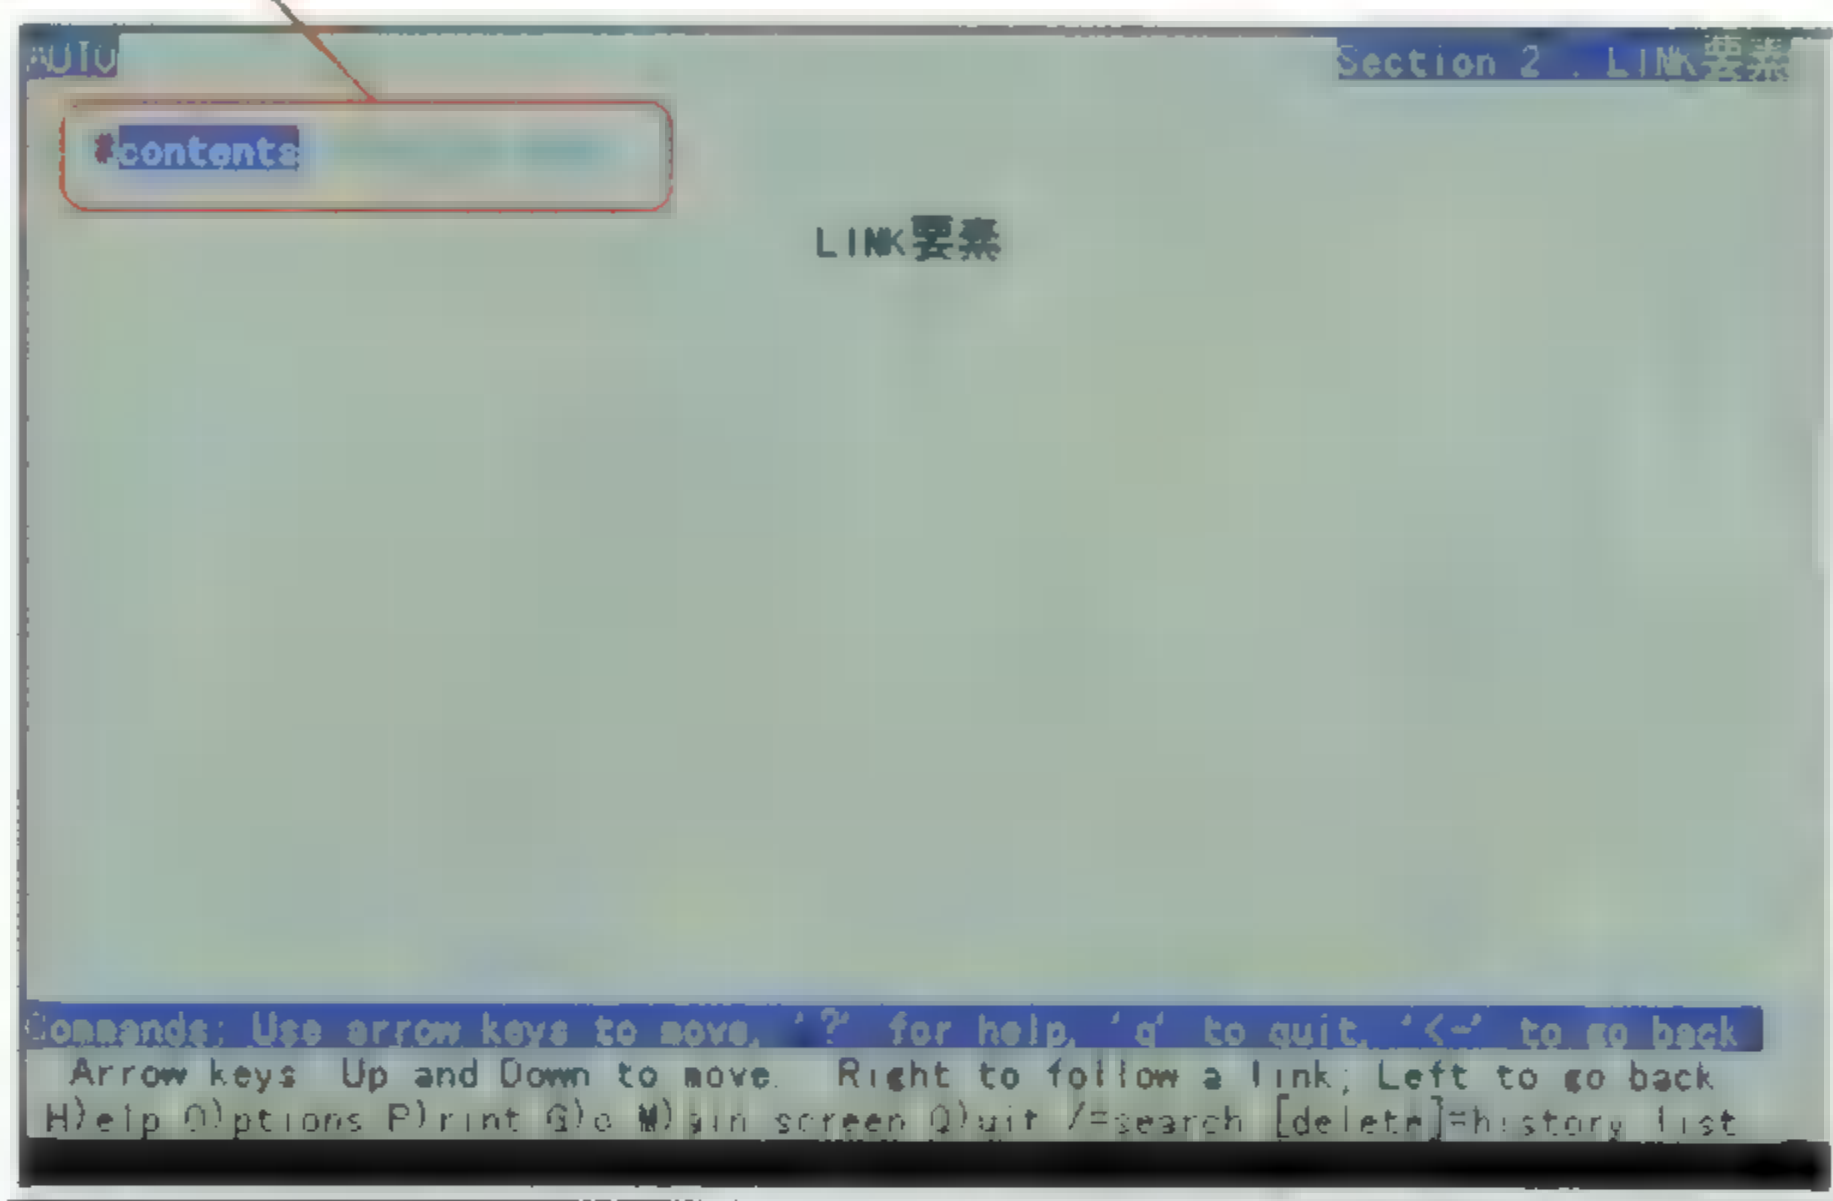 AUTO Section 2 . LINK要素
#contents
LINK要素
Commands: Use arrow keys to move, '?' for help, 'q' to quit, '<-' to go back
Arrow keys Up and Down to move. Right to follow a link; Left to go back
H)elp O)ptions P)rint G)o M)ain screen Q)uit /=search [delete]=history list